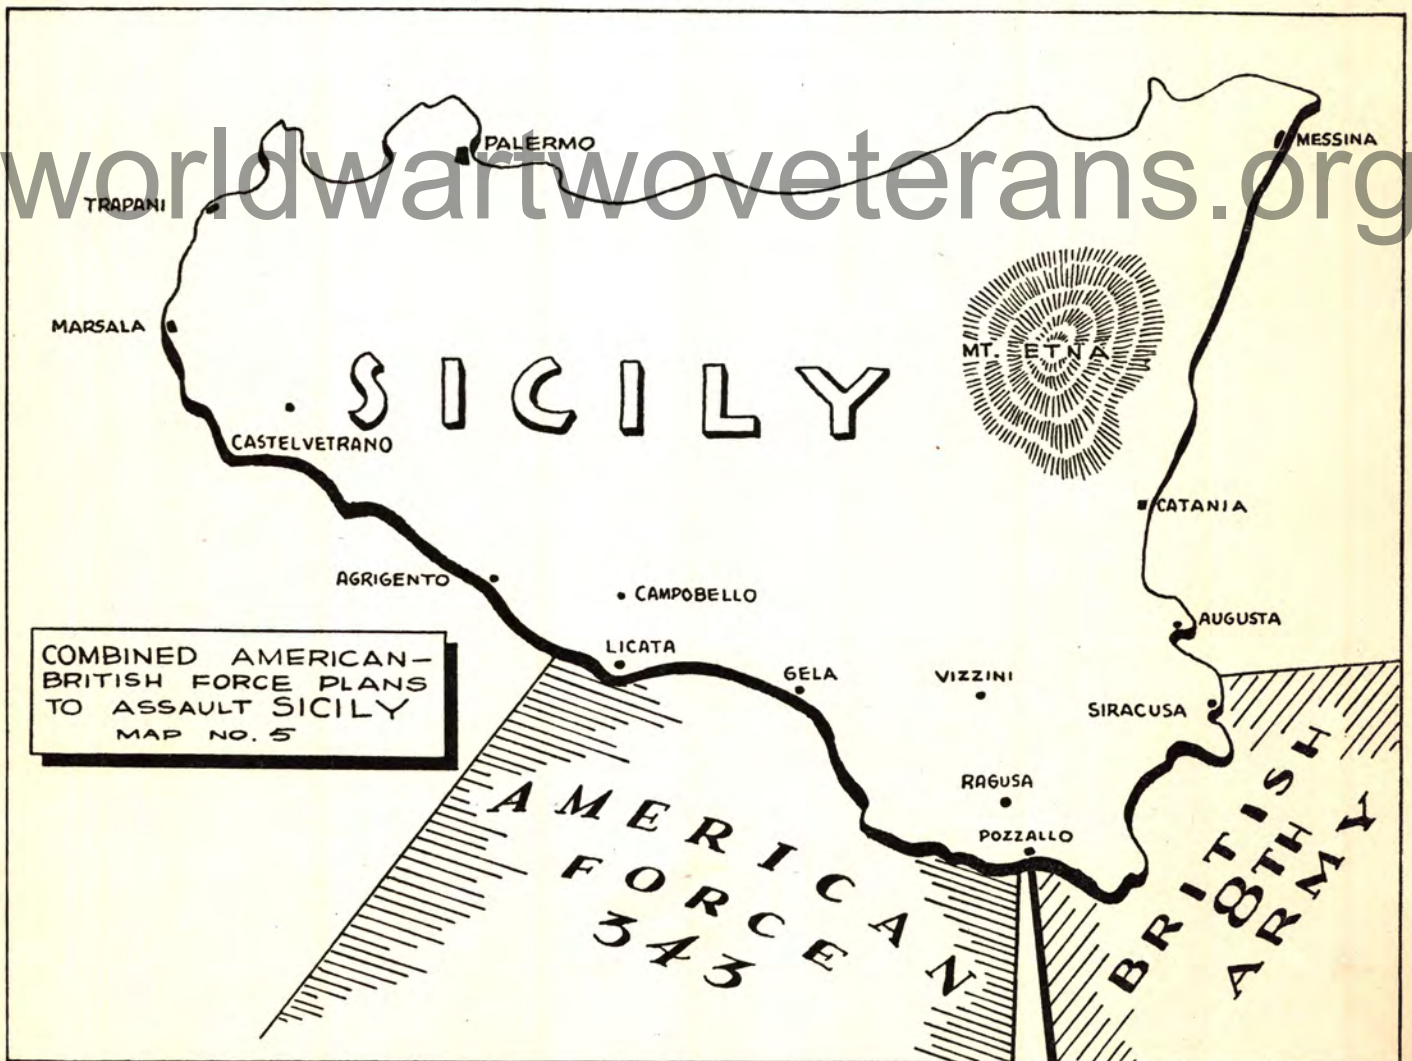 worldwartwoveterans.org
PALERMO
MESSINA
TRAPANI
MARSALA
MT. ETNA
SICILY
CASTELVETRANO
CATANIA
AGRIGENTO
CAMPOBELLO
AUGUSTA
LICATA
GELA
VIZZINI
SIRACUSA
COMBINED AMERICAN–
BRITISH FORCE PLANS
TO ASSAULT SICILY
MAP NO. 5
RAGUSA
POZZALLO
AMERICAN
FORCE
343
BRITISH
8TH
ARMY